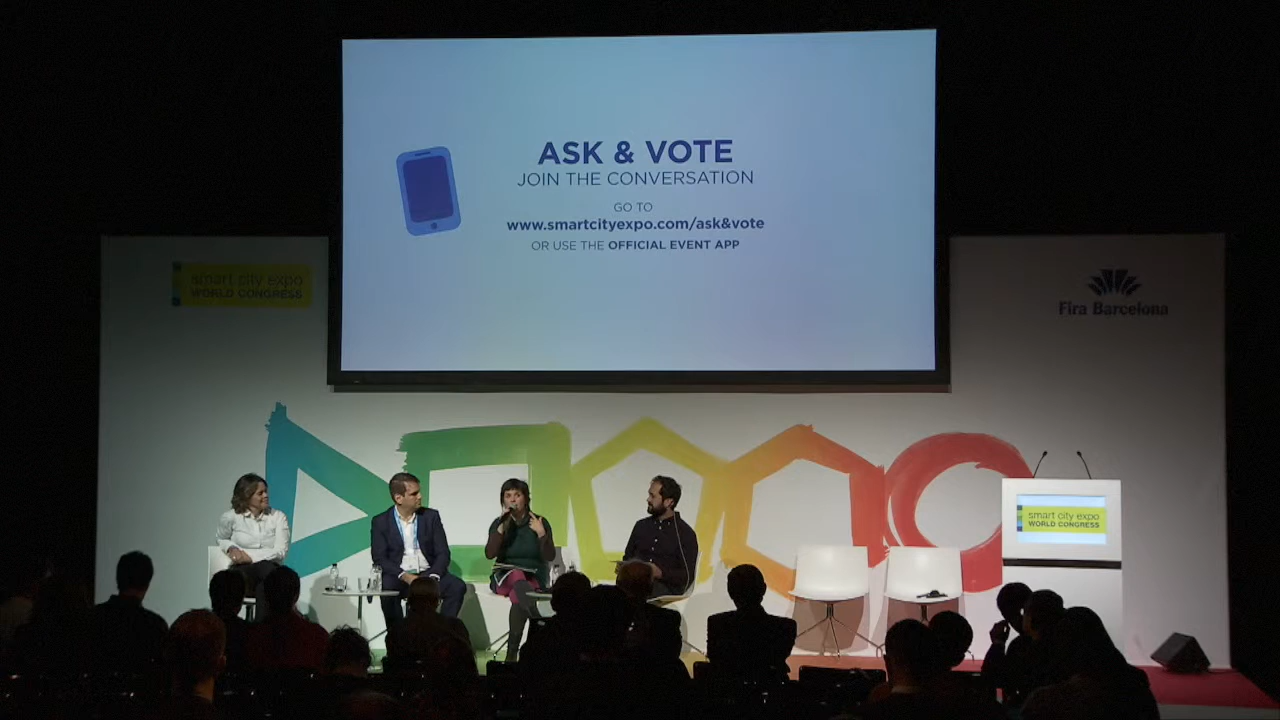 ASK & VOTE
JOIN THE CONVERSATION
GO TO
www.smartcityexpo.com/ask&vote
OR USE THE OFFICIAL EVENT APP
smart city expo
WORLD CONGRESS
Fira Barcelona
smart city expo
WORLD CONGRESS